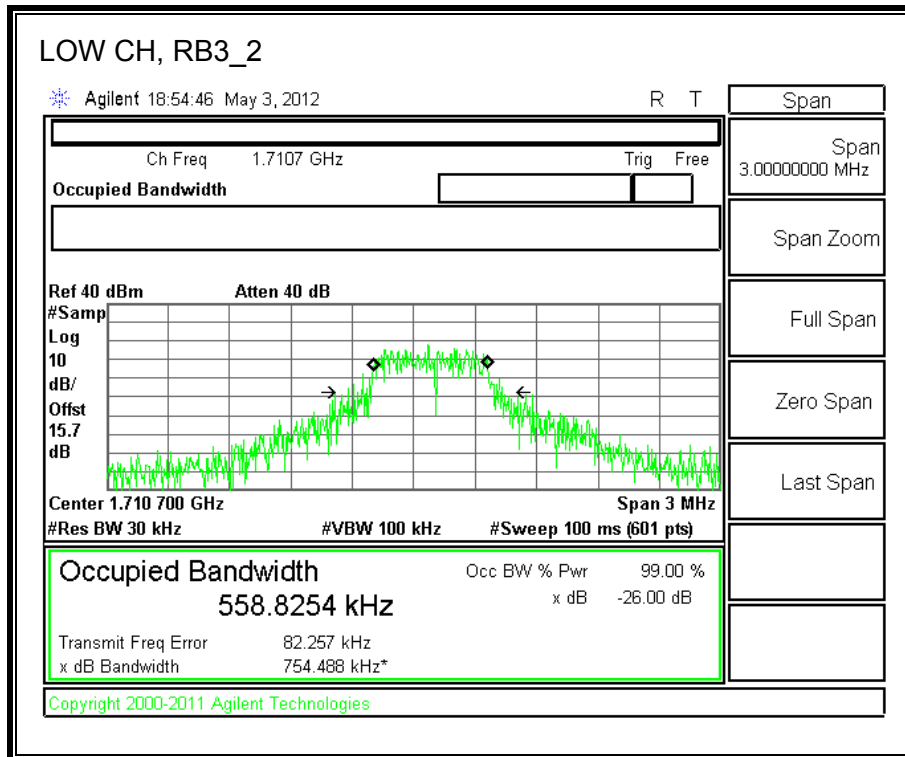 LOW CH, RB3_2
Agilent 18:54:46 May 3, 2012 R T
Span
Ch Freq 1.7107 GHz Trig Free
Occupied Bandwidth
Span
3.00000000 MHz
Span Zoom
Full Span
Zero Span
Last Span
Ref 40 dBm Atten 40 dB
#Samp
Log
10
dB/
Offst
15.7
dB
Center 1.710 700 GHz Span 3 MHz
#Res BW 30 kHz #VBW 100 kHz #Sweep 100 ms (601 pts)
Occupied Bandwidth Occ BW % Pwr 99.00 %
558.8254 kHz x dB -26.00 dB
Transmit Freq Error 82.257 kHz
x dB Bandwidth 754.488 kHz*
Copyright 2000-2011 Agilent Technologies